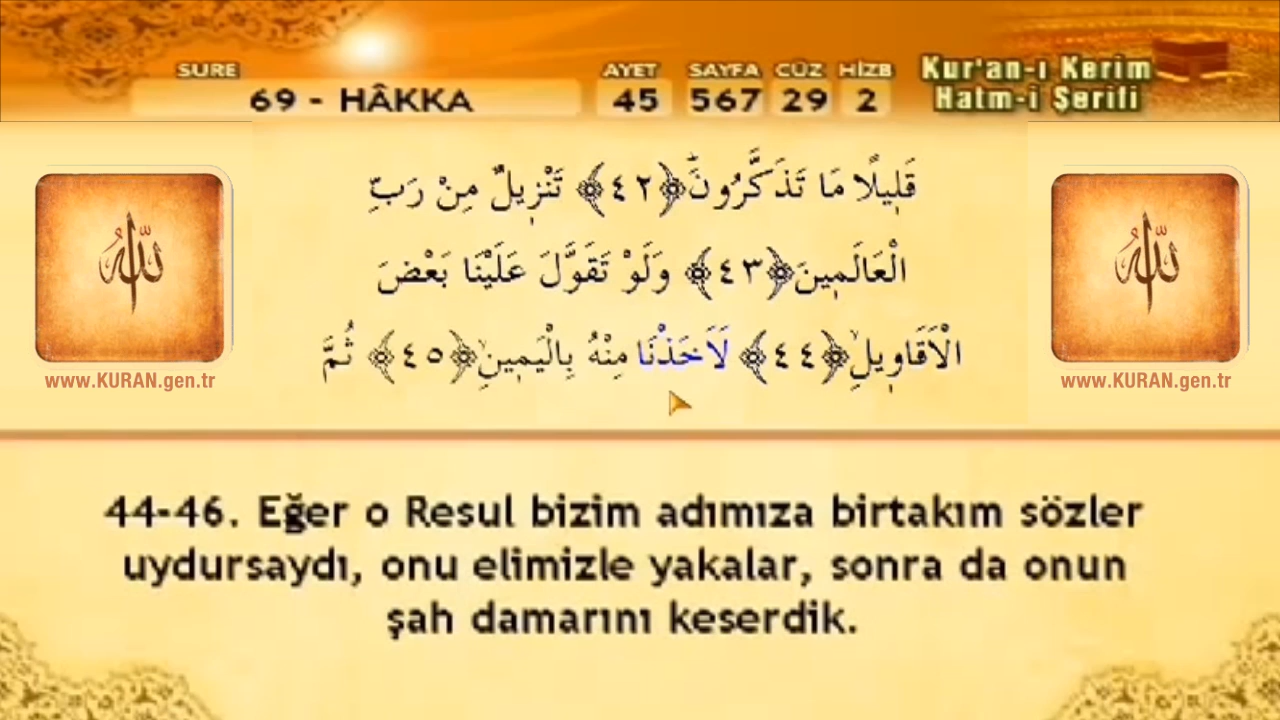 SURE AYET SAYFA CÜZ HİZB Kur'an-ı Kerim
69 - HÂKKA 45 567 29 2 Hatm-i Şerifi
قَلِيلًا مَا تَذَكَّرُونَۜ ﴿٤٢﴾ تَنْزِيلٌ مِنْ رَبِّ
الْعَالَمِينَ ﴿٤٣﴾ وَلَوْ تَقَوَّلَ عَلَيْنَا بَعْضَ
الْاَقَاوِيلِۙ ﴿٤٤﴾ لَاَخَذْنَا مِنْهُ بِالْيَمِينِۙ ﴿٤٥﴾ ثُمَّ
الله
www.KURAN.gen.tr
الله
www.KURAN.gen.tr
44-46. Eğer o Resul bizim adımıza birtakım sözler
uydursaydı, onu elimizle yakalar, sonra da onun
şah damarını keserdik.